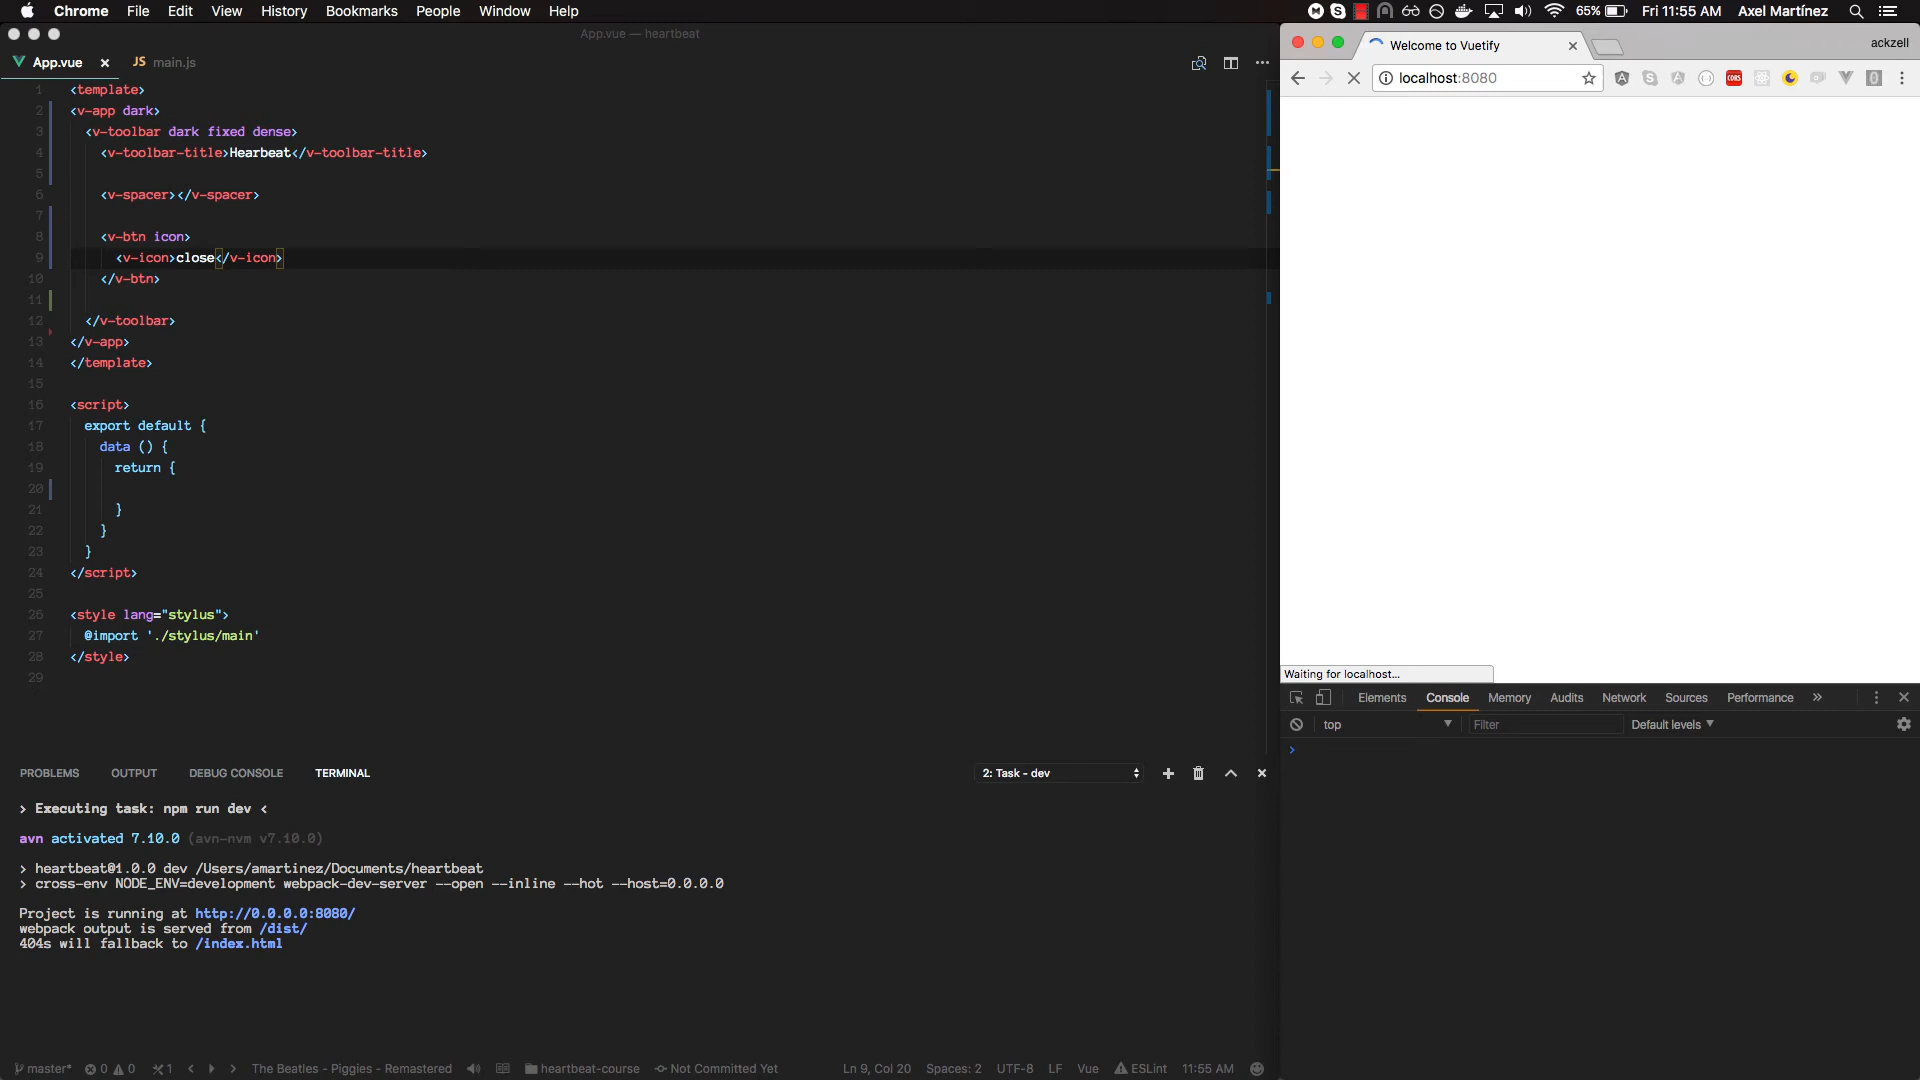 Chrome File Edit View History Bookmarks People Window Help
65% Fri 11:55 AM Axel Martínez
App.vue — heartbeat
App.vue
JS main.js
1 <template>
2 <v-app dark>
3 <v-toolbar dark fixed dense>
4 <v-toolbar-title>Hearbeat</v-toolbar-title>
5
6 <v-spacer></v-spacer>
7
8 <v-btn icon>
9 <v-icon>close</v-icon>
10 </v-btn>
11
12 </v-toolbar>
13 </v-app>
14 </template>
15
16 <script>
17 export default {
18 data () {
19 return {
20
21 }
22 }
23 }
24 </script>
25
26 <style lang="stylus">
27 @import './stylus/main'
28 </style>
29
PROBLEMS OUTPUT DEBUG CONSOLE TERMINAL
2: Task - dev
> Executing task: npm run dev <
avn activated 7.10.0 (avn-nvm v7.10.0)
> heartbeat@1.0.0 dev /Users/amartinez/Documents/heartbeat
> cross-env NODE_ENV=development webpack-dev-server --open --inline --hot --host=0.0.0.0
Project is running at http://0.0.0.0:8080/
webpack output is served from /dist/
404s will fallback to /index.html
master* 0 0 1 The Beatles - Piggies - Remastered heartbeat-course Not Committed Yet
Ln 9, Col 20 Spaces: 2 UTF-8 LF Vue ESLint 11:55 AM
Welcome to Vuetify
ackzell
localhost:8080
CORS
Waiting for localhost...
Elements Console Memory Audits Network Sources Performance »
top Filter Default levels
>